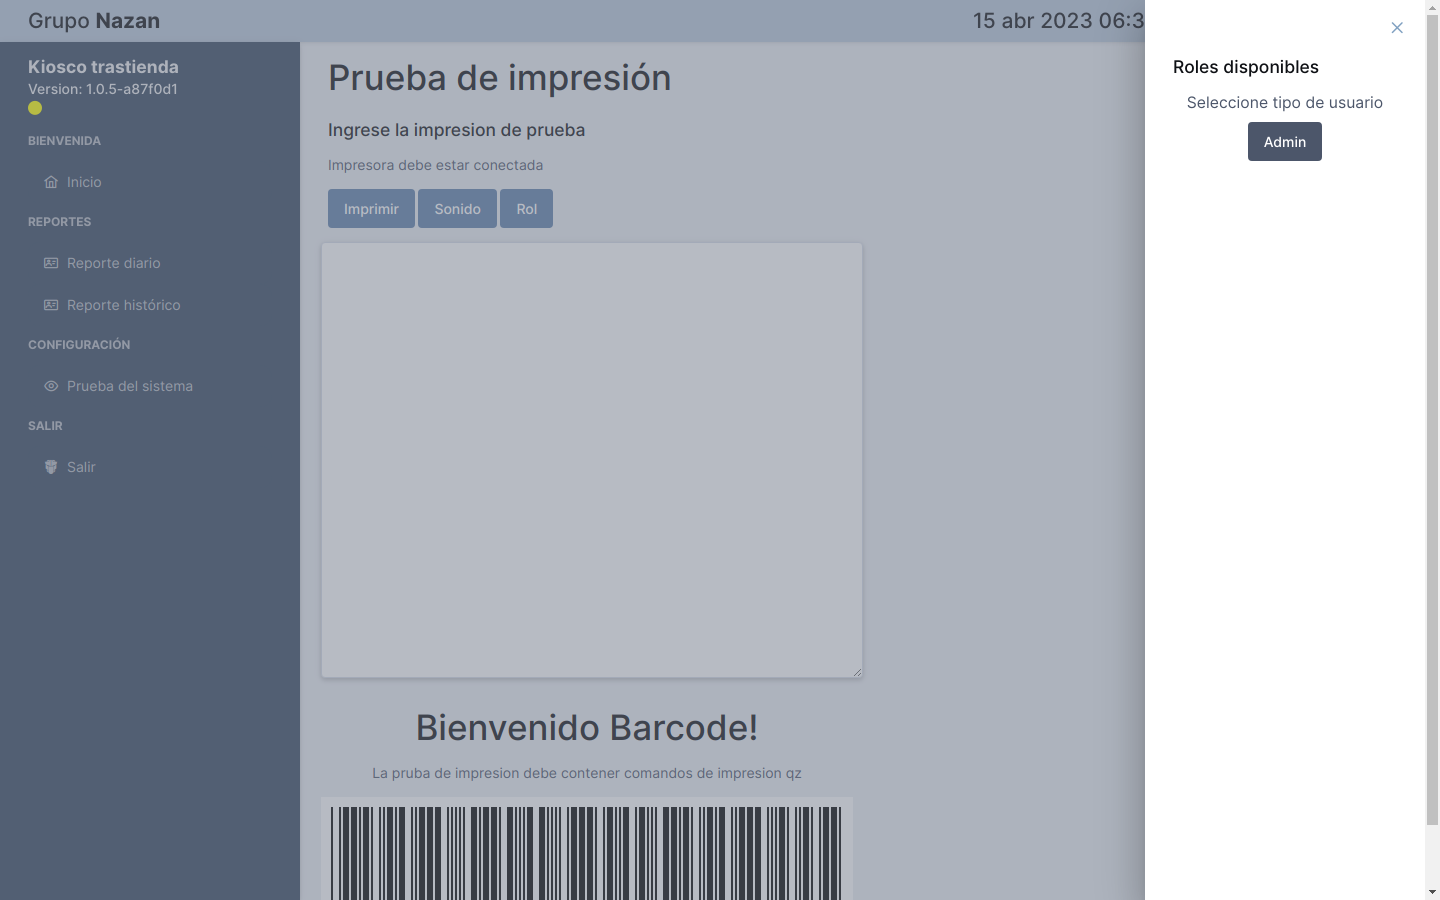 Grupo Nazan
15 abr 2023 06:3
Kiosco trastienda
Version: 1.0.5-a87f0d1
BIENVENIDA
Inicio
REPORTES
Reporte diario
Reporte histórico
CONFIGURACIÓN
Prueba del sistema
SALIR
Salir
Prueba de impresión
Ingrese la impresion de prueba
Impresora debe estar conectada
Imprimir Sonido Rol
Bienvenido Barcode!
La pruba de impresion debe contener comandos de impresion qz
Roles disponibles
Seleccione tipo de usuario
Admin